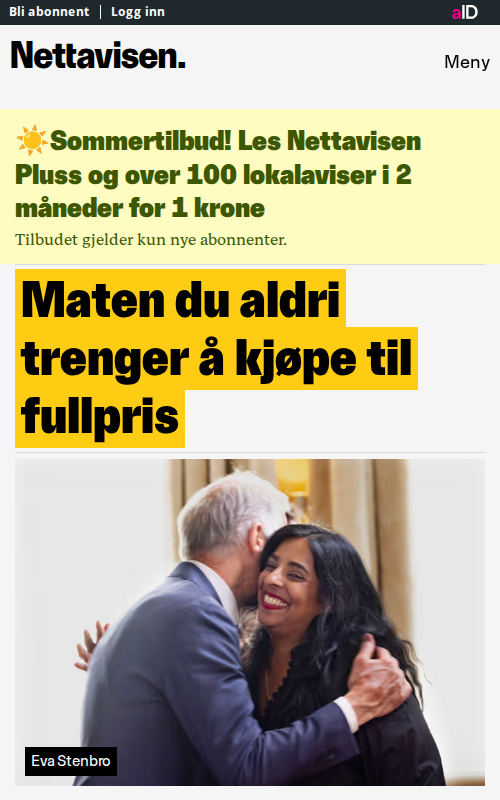 Bli abonnent
Logg inn
aID
Nettavisen.
Meny
Sommertilbud! Les Nettavisen
Pluss og over 100 lokalaviser i 2
måneder for 1 krone
Tilbudet gjelder kun nye abonnenter.
Maten du aldri
trenger å kjøpe til
fullpris
Eva Stenbro